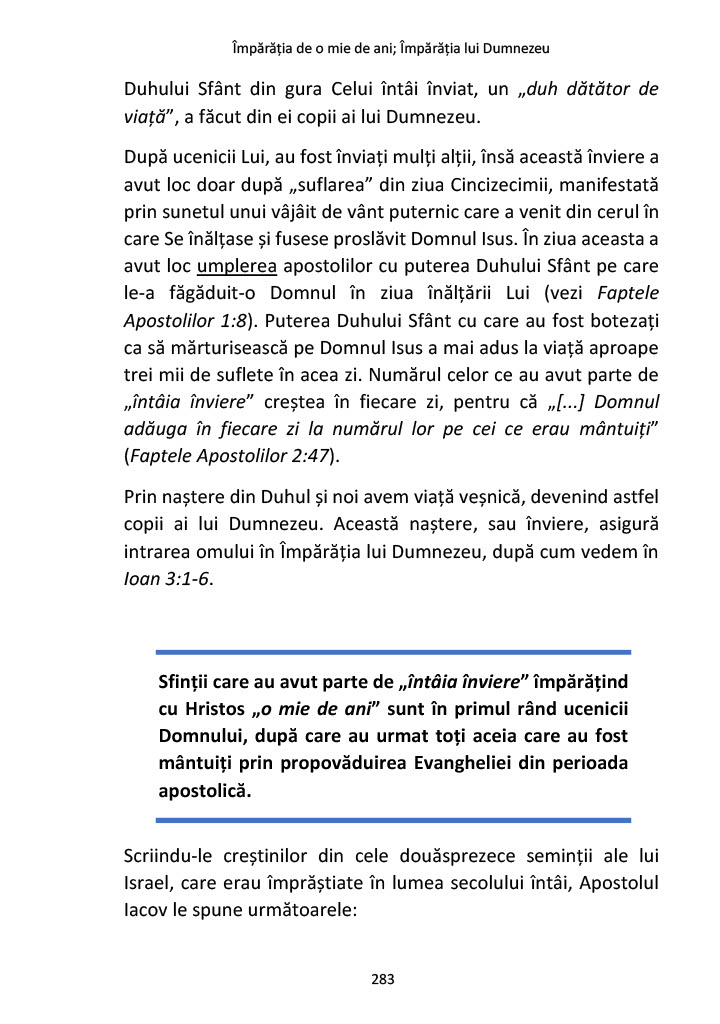 Împărăția de o mie de ani; Împărăția lui Dumnezeu
Duhului Sfânt din gura Celui întâi înviat, un „duh dătător de
viață”, a făcut din ei copii ai lui Dumnezeu.
După ucenicii Lui, au fost înviați mulți alții, însă această înviere a
avut loc doar după „suflarea” din ziua Cincizecimii, manifestată
prin sunetul unui vâjâit de vânt puternic care a venit din cerul în
care Se înălțase și fusese proslăvit Domnul Isus. În ziua aceasta a
avut loc umplerea apostolilor cu puterea Duhului Sfânt pe care
le-a făgăduit-o Domnul în ziua înălțării Lui (vezi Faptele
Apostolilor 1:8). Puterea Duhului Sfânt cu care au fost botezați
ca să mărturisească pe Domnul Isus a mai adus la viață aproape
trei mii de suflete în acea zi. Numărul celor ce au avut parte de
„întâia înviere” creștea în fiecare zi, pentru că „[...] Domnul
adăuga în fiecare zi la numărul lor pe cei ce erau mântuiți”
(Faptele Apostolilor 2:47).
Prin naștere din Duhul și noi avem viață veșnică, devenind astfel
copii ai lui Dumnezeu. Această naștere, sau înviere, asigură
intrarea omului în Împărăția lui Dumnezeu, după cum vedem în
Ioan 3:1-6.
Sfinții care au avut parte de „întâia înviere” împărățind
cu Hristos „o mie de ani” sunt în primul rând ucenicii
Domnului, după care au urmat toți aceia care au fost
mântuiți prin propovăduirea Evangheliei din perioada
apostolică.
Scriindu-le creștinilor din cele douăsprezece seminții ale lui
Israel, care erau împrăștiate în lumea secolului întâi, Apostolul
Iacov le spune următoarele:
283